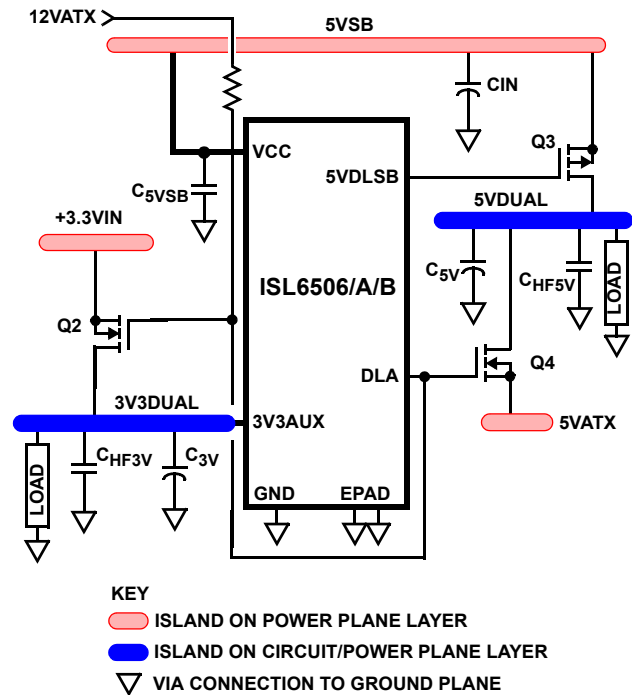 12VATX
5VSB
CIN
Q3
VCC
5VDLSB
C5VSB
5VDUAL
+3.3VIN
ISL6506/A/B
C5V
CHF5V
LOAD
Q2
DLA
Q4
3V3DUAL
3V3AUX
5VATX
CHF3V
C3V
LOAD
GND
EPAD
KEY
ISLAND ON POWER PLANE LAYER
ISLAND ON CIRCUIT/POWER PLANE LAYER
VIA CONNECTION TO GROUND PLANE